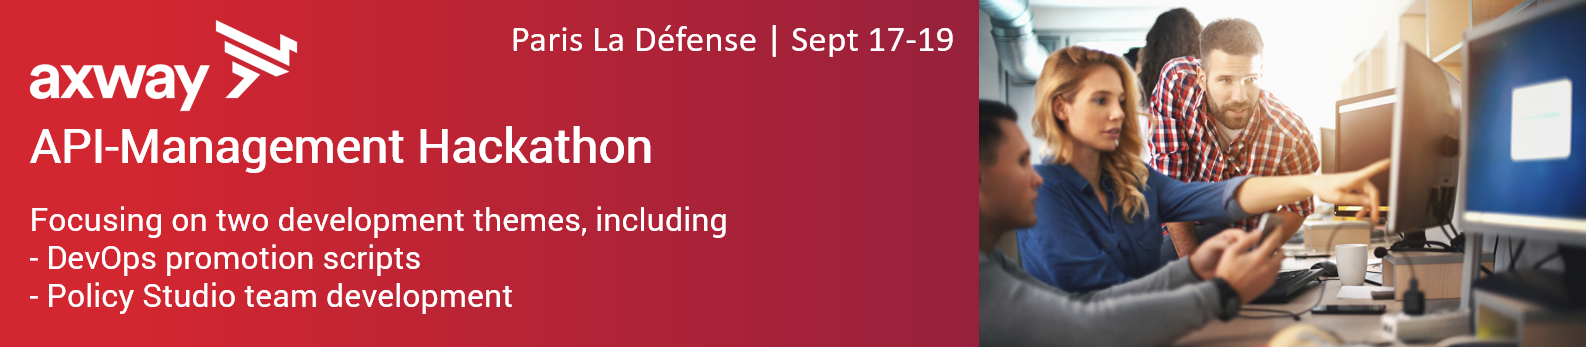 Paris La Défense | Sept 17-19
axway
API-Management Hackathon
Focusing on two development themes, including
- DevOps promotion scripts
- Policy Studio team development